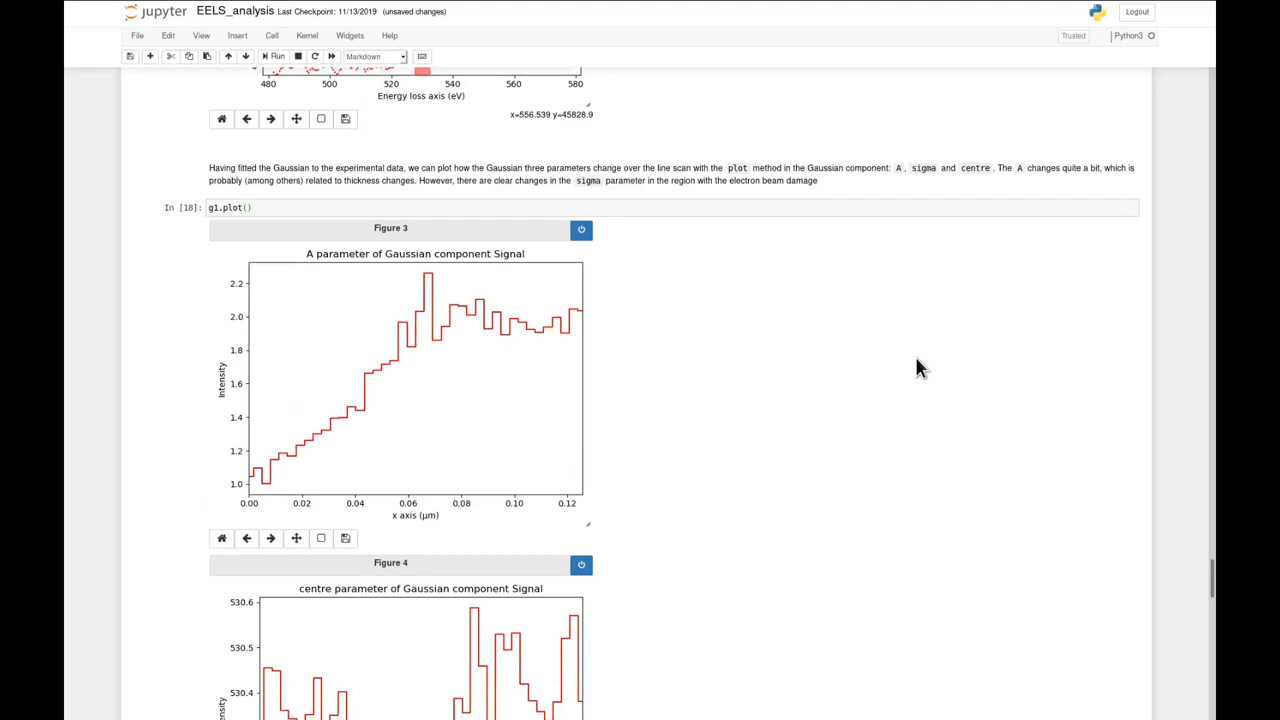 jupyter EELS_analysis Last Checkpoint: 11/13/2019 (unsaved changes) Logout
File Edit View Insert Cell Kernel Widgets Help Trusted Python3
Run Markdown
480 500 520 540 560 580
Energy loss axis (eV)
x=556.539 y=45828.9
Having fitted the Gaussian to the experimental data, we can plot how the Gaussian three parameters change over the line scan with the plot method in the Gaussian component: A, sigma and centre. The A changes quite a bit, which is
probably (among others) related to thickness changes. However, there are clear changes in the sigma parameter in the region with the electron beam damage
In [18]: g1.plot()
Figure 3
A parameter of Gaussian component Signal
2.2
2.0
1.8
1.6
1.4
1.2
1.0
Intensity
0.00 0.02 0.04 0.06 0.08 0.10 0.12
x axis (µm)
Figure 4
centre parameter of Gaussian component Signal
530.6
530.5
530.4